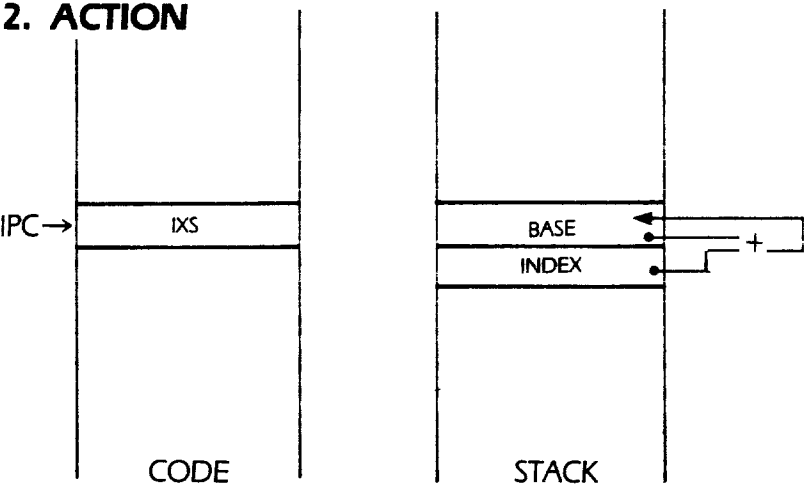 2. ACTION
IPC
IXS
BASE
+
INDEX
CODE
STACK